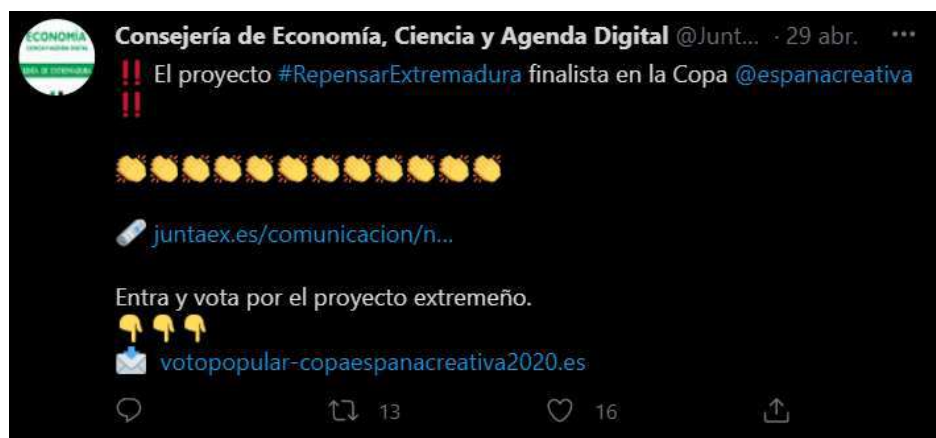 ECONOMÍA
Consejería de Economía, Ciencia y Agenda Digital @Junt... · 29 abr.
‼️ El proyecto #RepensarExtremadura finalista en la Copa @espanacreativa
‼️
👏👏👏👏👏👏👏👏👏👏👏👏
🗞️ juntaex.es/comunicacion/n...
Entra y vota por el proyecto extremeño.
👇👇👇
📩 votopopular-copaespanacreativa2020.es
13 16